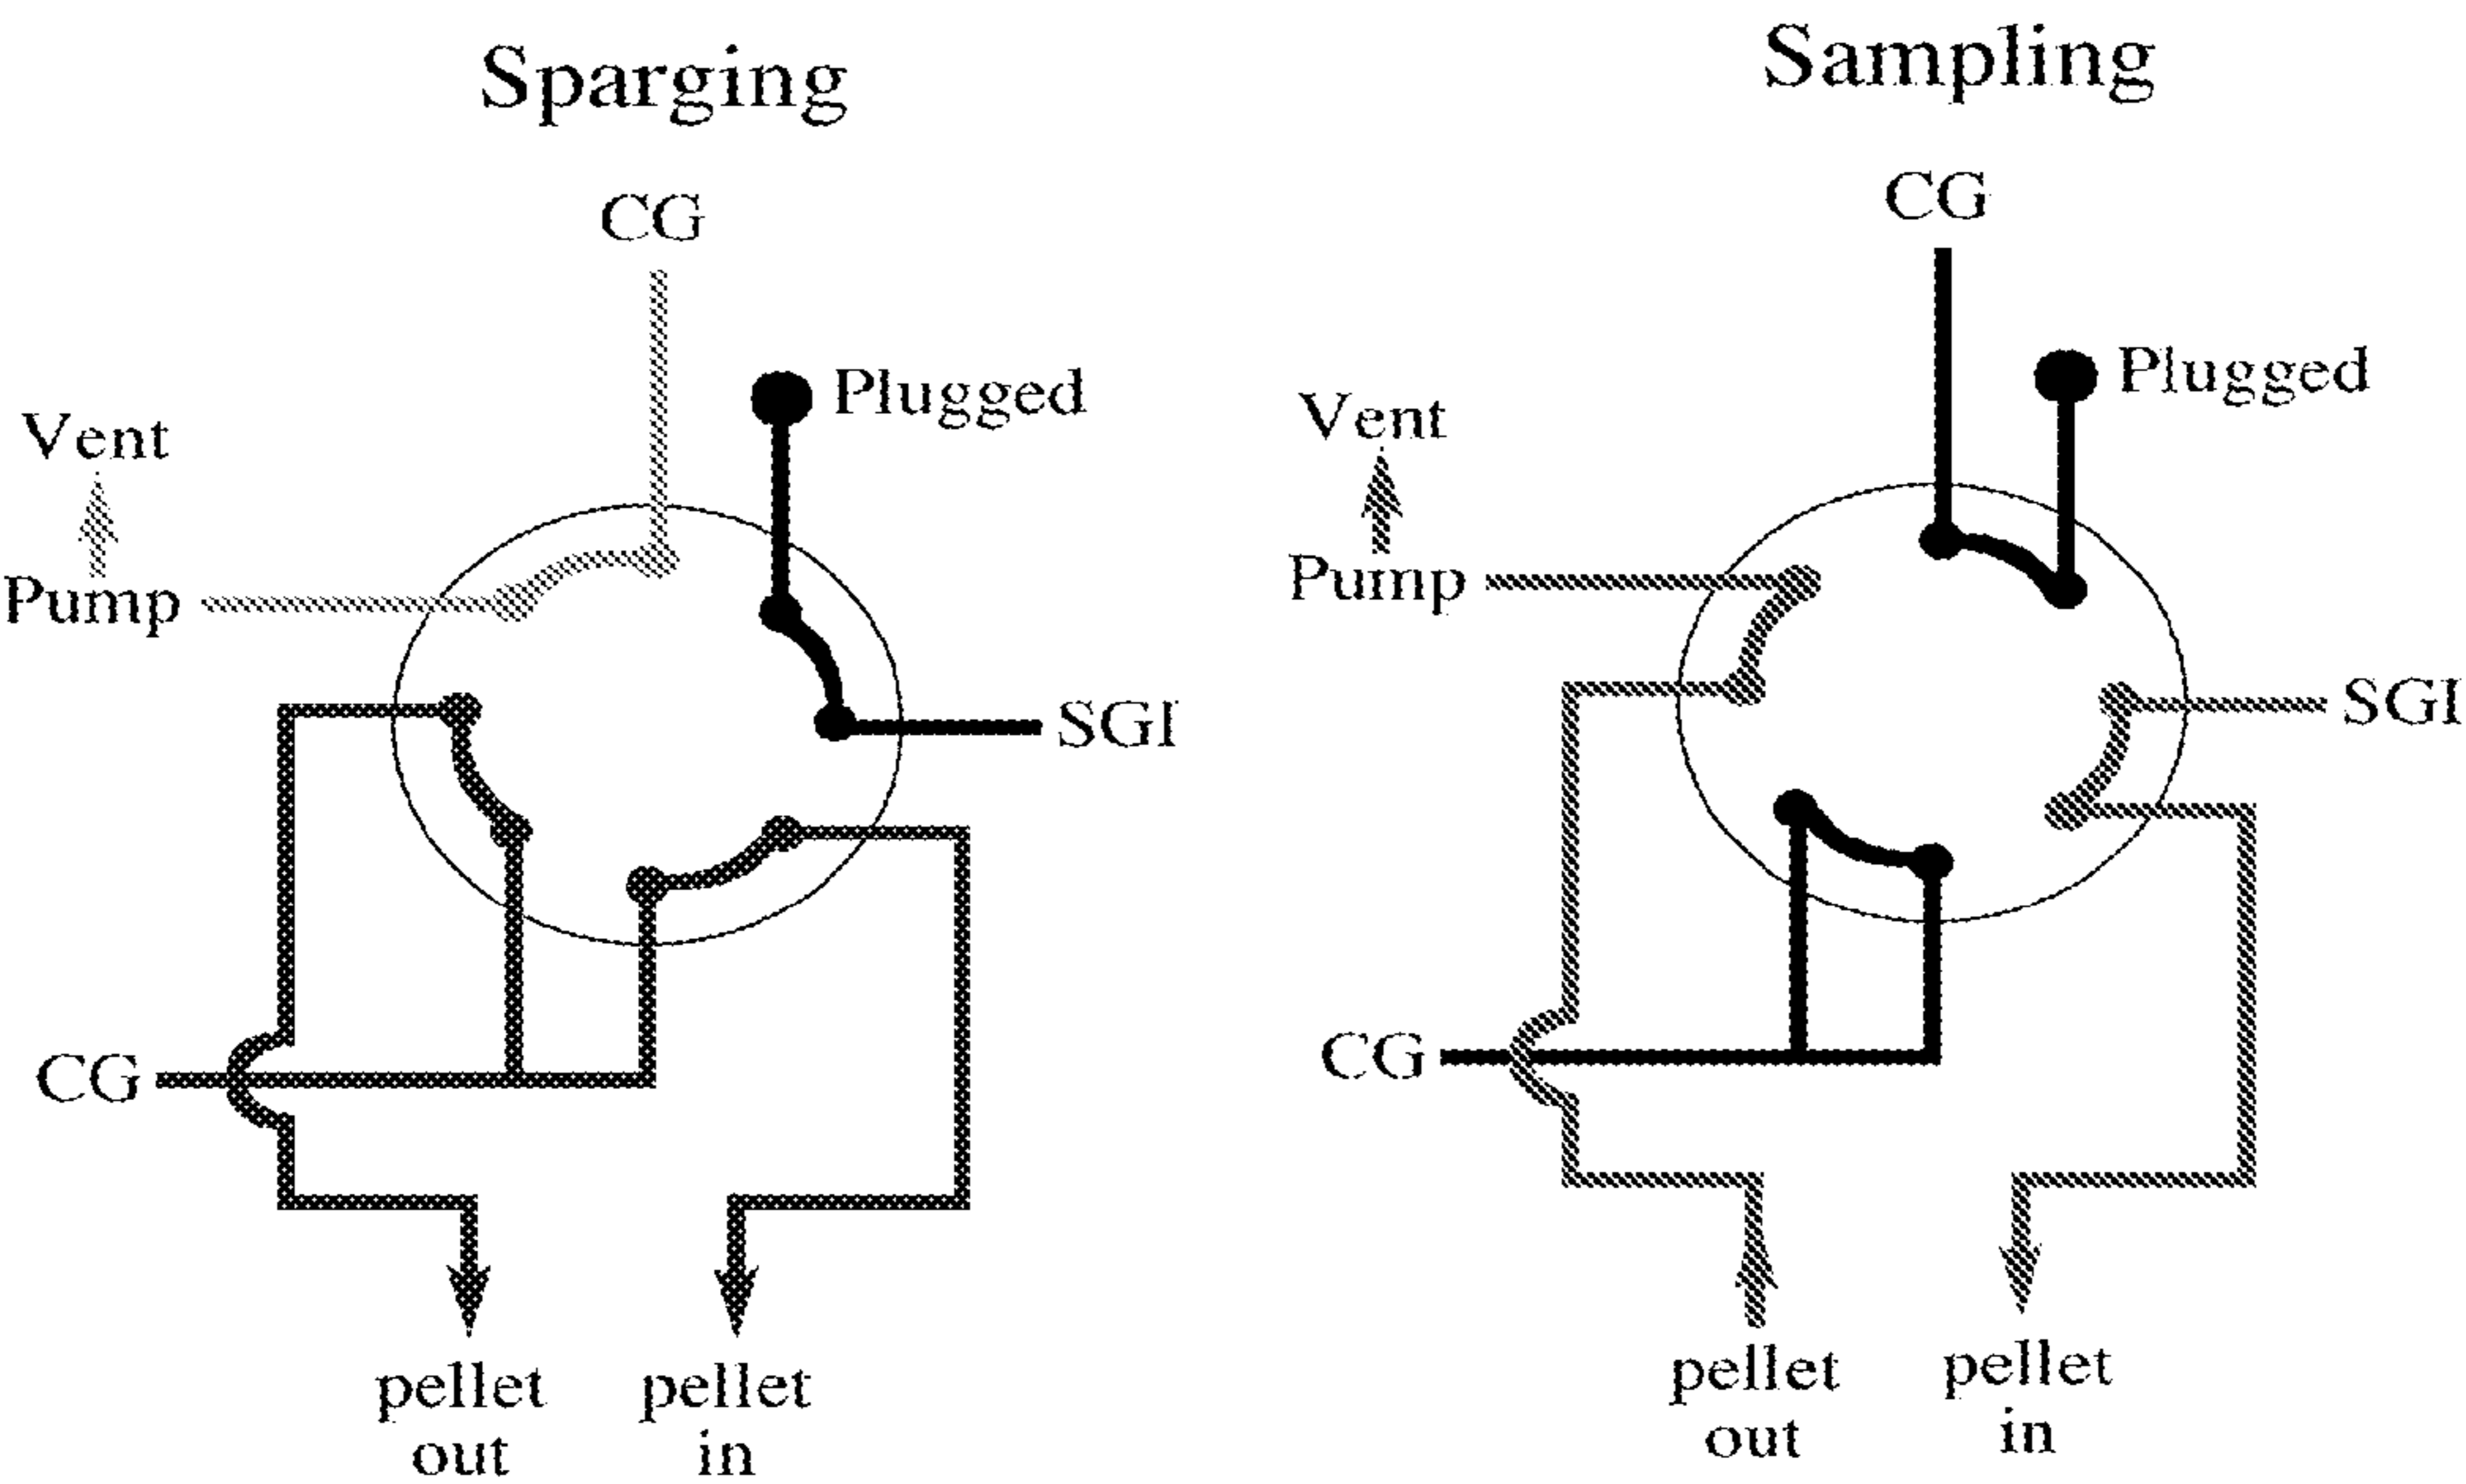 Sparging
CG
Plugged
Vent
Pump
SGI
CG
pellet
out
pellet
in
Sampling
CG
Plugged
Vent
Pump
SGI
CG
pellet
out
pellet
in